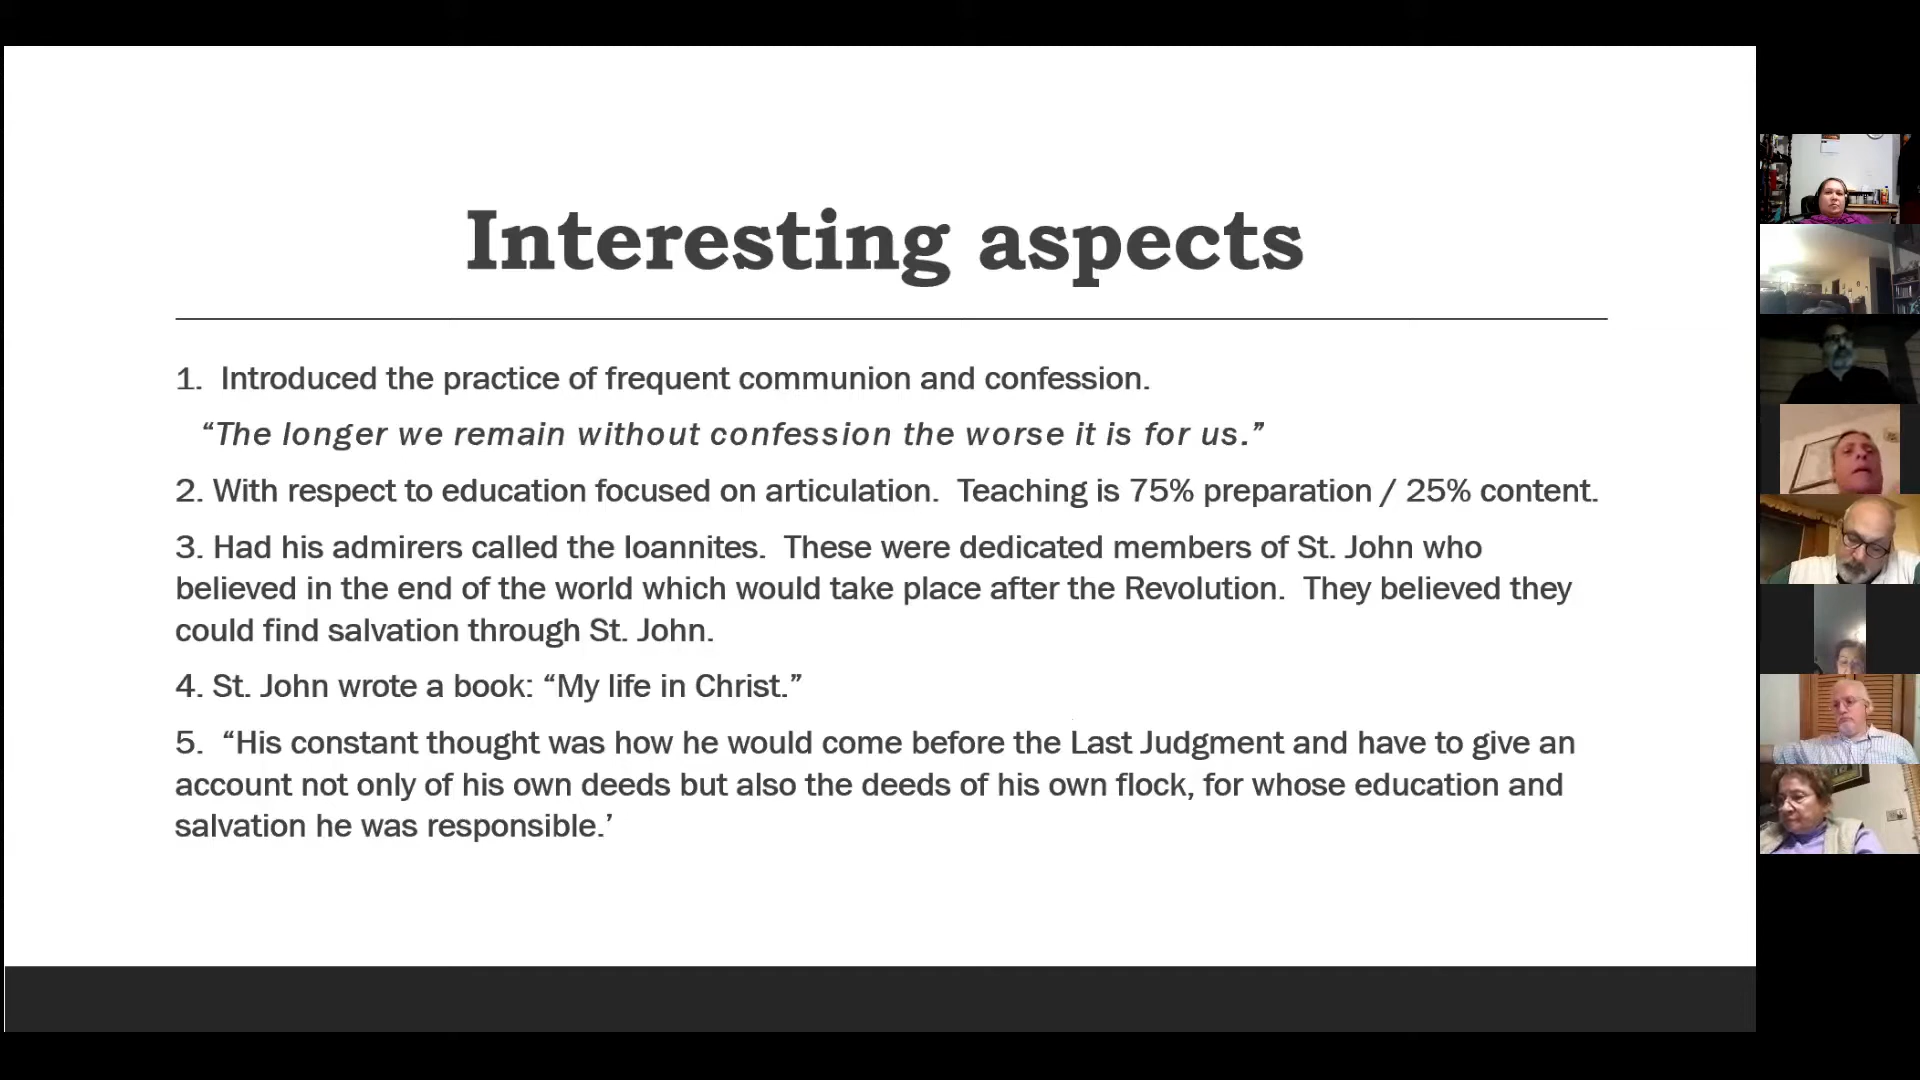 Interesting aspects
1.  Introduced the practice of frequent communion and confession.
“The longer we remain without confession the worse it is for us.”
2. With respect to education focused on articulation.  Teaching is 75% preparation / 25% content.
3. Had his admirers called the Ioannites.  These were dedicated members of St. John who
believed in the end of the world which would take place after the Revolution.  They believed they
could find salvation through St. John.
4. St. John wrote a book: “My life in Christ.”
5.  “His constant thought was how he would come before the Last Judgment and have to give an
account not only of his own deeds but also the deeds of his own flock, for whose education and
salvation he was responsible.’